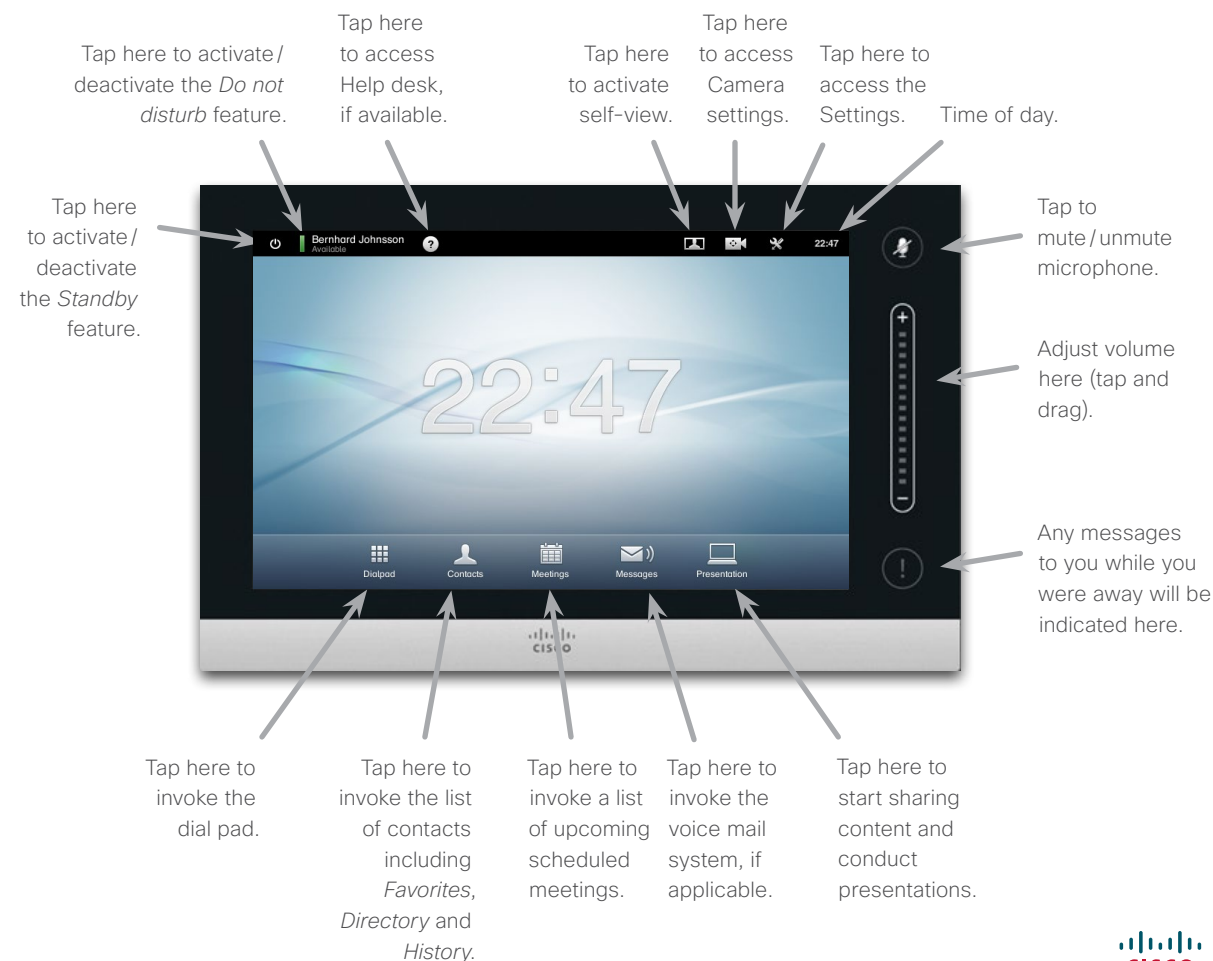 Tap here to activate/
deactivate the Do not
disturb feature.
Tap here
to access
Help desk,
if available.
Tap here
to activate
self-view.
Tap here
to access
Camera
settings.
Tap here to
access the
Settings.
Time of day.
Tap here
to activate/
deactivate
the Standby
feature.
Bernhard Johnsson
Available
?
22:47
22:47
Dialpad
Contacts
Meetings
Messages
Presentation
CISCO
+
−
!
Tap to
mute/unmute
microphone.
Adjust volume
here (tap and
drag).
Any messages
to you while you
were away will be
indicated here.
Tap here to
invoke the
dial pad.
Tap here to
invoke the list
of contacts
including
Favorites,
Directory and
History.
Tap here to
invoke a list
of upcoming
scheduled
meetings.
Tap here to
invoke the
voice mail
system, if
applicable.
Tap here to
start sharing
content and
conduct
presentations.
CISCO